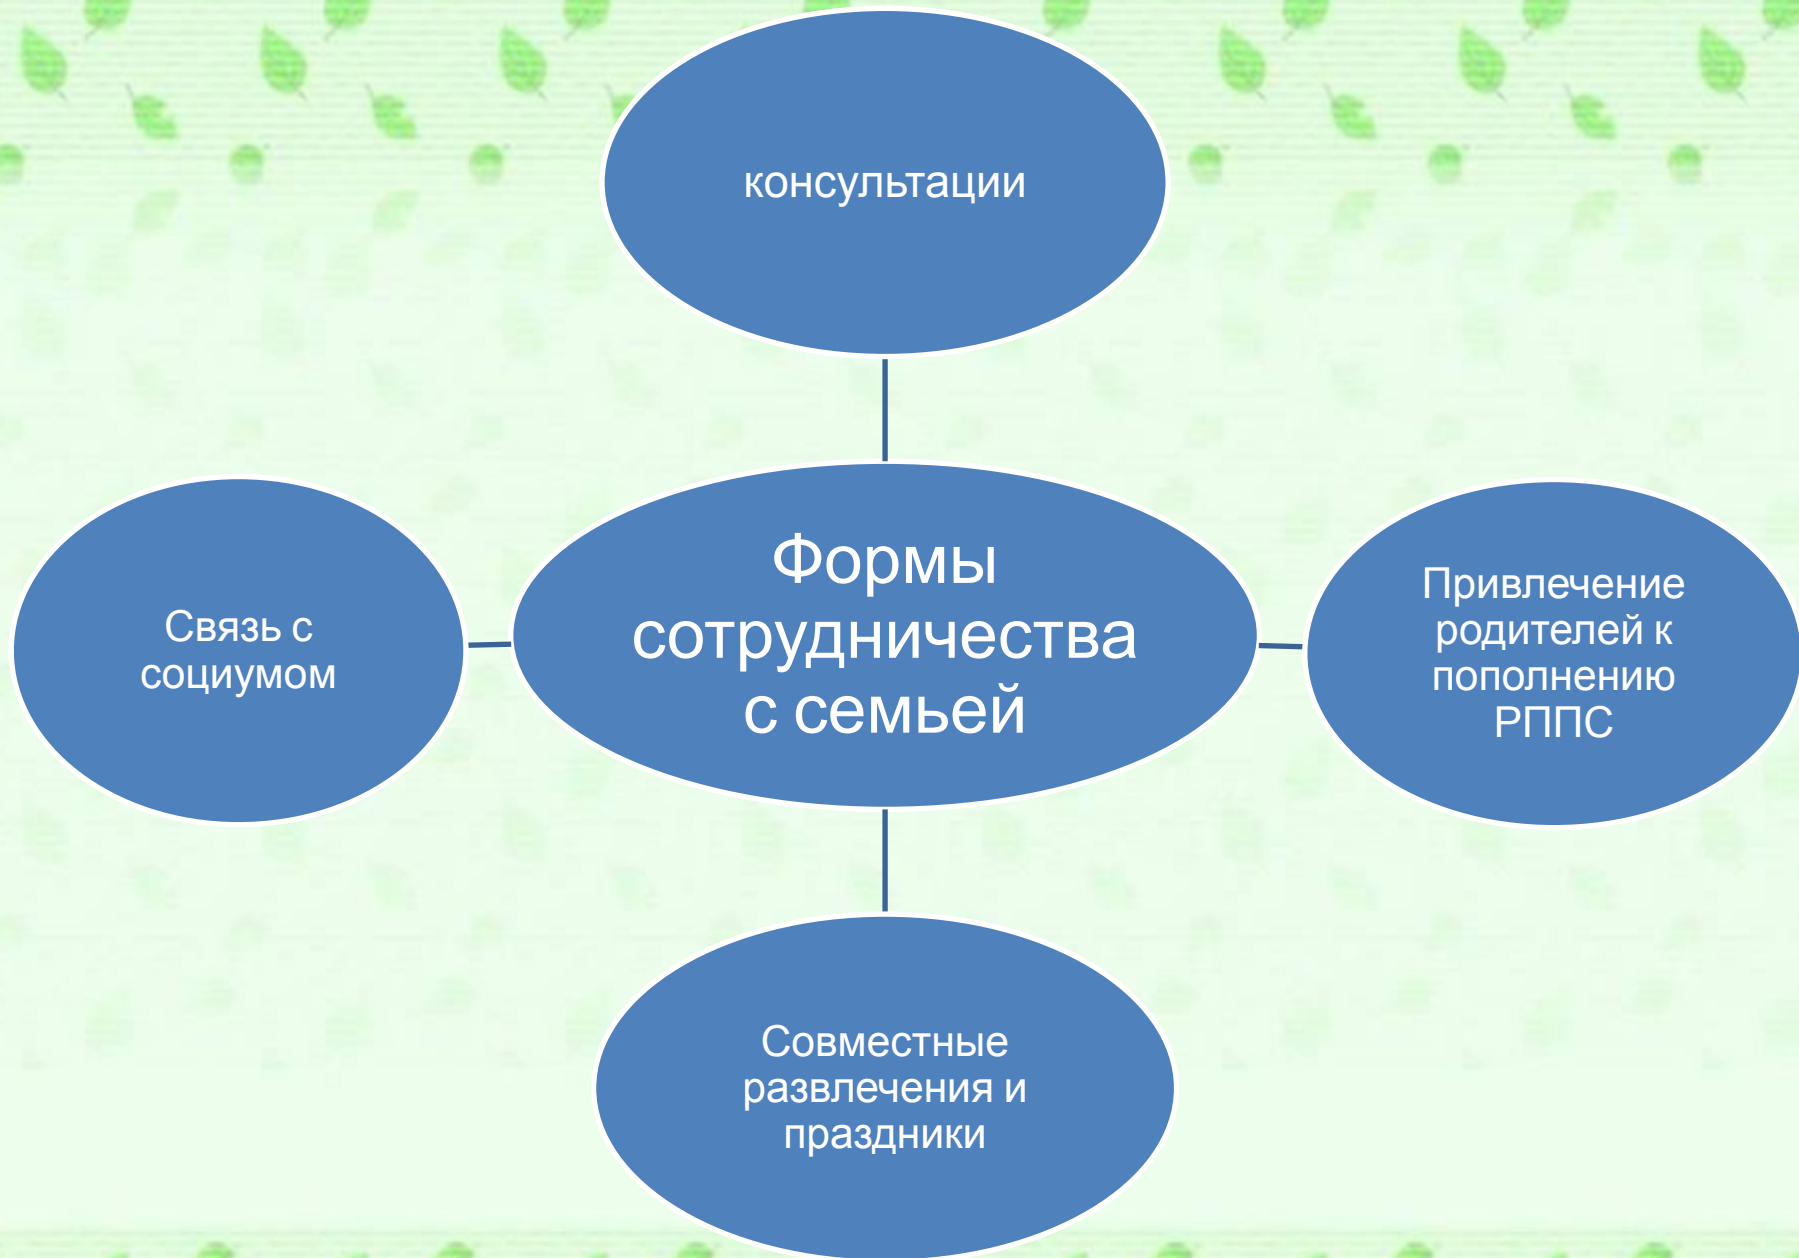 консультации
Формы
сотрудничества
с семьей
Связь с
социумом
Привлечение
родителей к
пополнению
РППС
Совместные
развлечения и
праздники